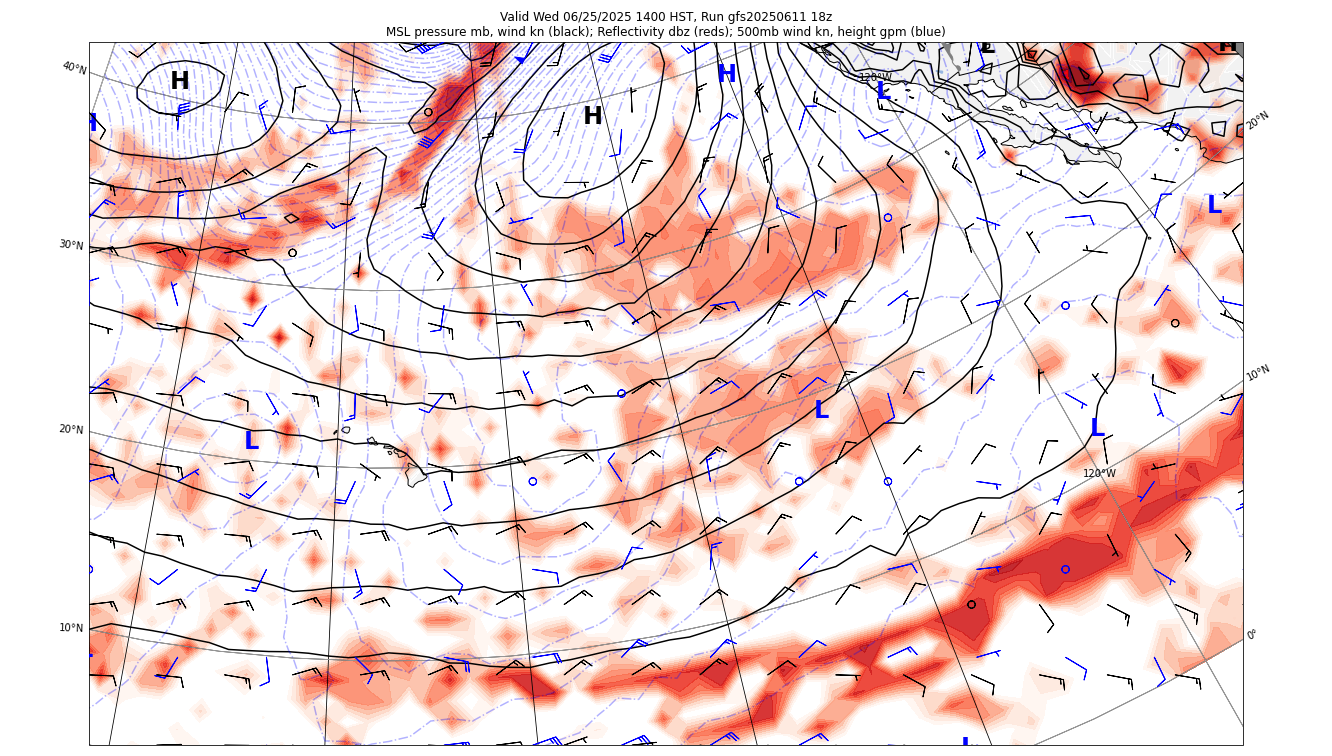 Valid Wed 06/25/2025 1400 HST, Run gfs20250611 18z
MSL pressure mb, wind kn (black); Reflectivity dbz (reds); 500mb wind kn, height gpm (blue)
L
H
40°N
H
H
120°W
L
H
H
20°N
L
30°N
10°N
L
L
20°N
L
120°W
10°N
0°
L